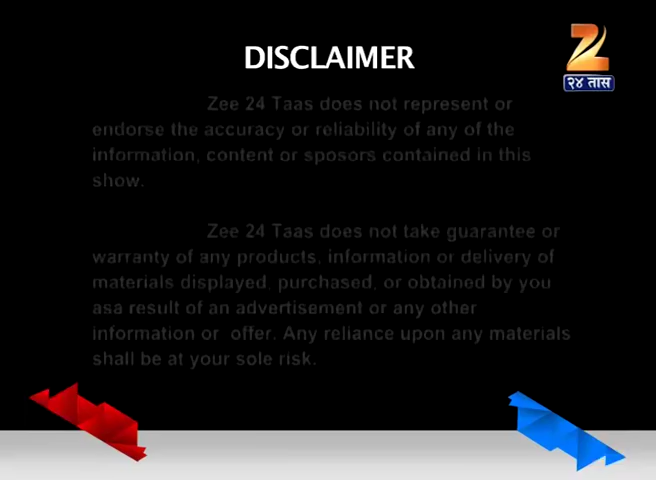 DISCLAIMER
२४ तास
Zee 24 Taas does not represent or
endorse the accuracy or reliability of any of the
information, content or sposors contained in this
show.
Zee 24 Taas does not take guarantee or
warranty of any products, information or delivery of
materials displayed, purchased, or obtained by you
asa result of an advertisement or any other
information or offer. Any reliance upon any materials
shall be at your sole risk.